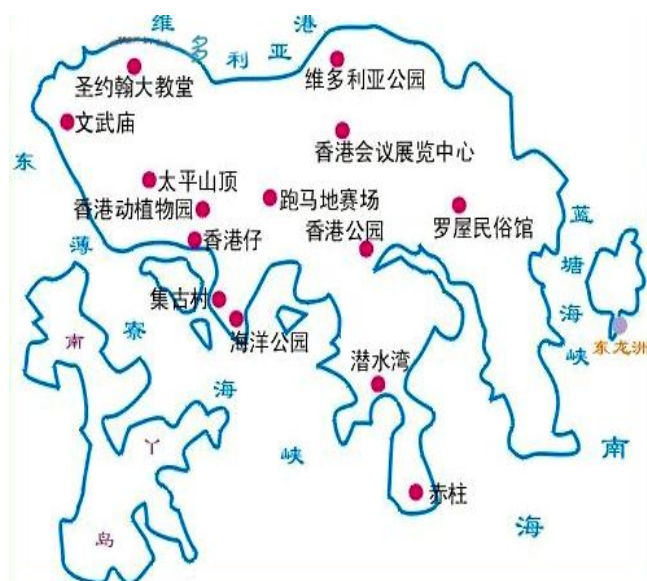 维多利亚港
圣约翰大教堂
维多利亚公园
文武庙
香港会议展览中心
太平山顶
香港动植物园
跑马地赛场
罗屋民俗馆
香港仔
香港公园
集古村
海洋公园
潜水湾
赤柱
东薄寮海峡
蓝塘海峡
东龙洲
南丫岛
南海